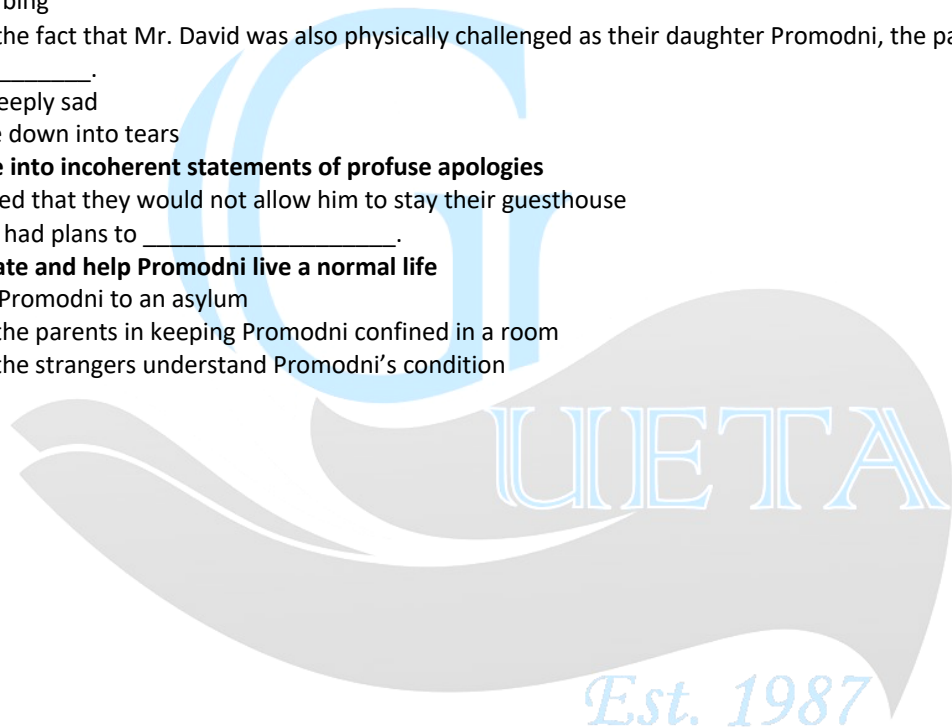 bing
the fact that Mr. David was also physically challenged as their daughter Promodni, the pa
_______.
eeply sad
e down into tears
e into incoherent statements of profuse apologies
ed that they would not allow him to stay their guesthouse
had plans to ___________________.
ate and help Promodni live a normal life
Promodni to an asylum
the parents in keeping Promodni confined in a room
the strangers understand Promodni’s condition
Gr
UETA
Est. 1987